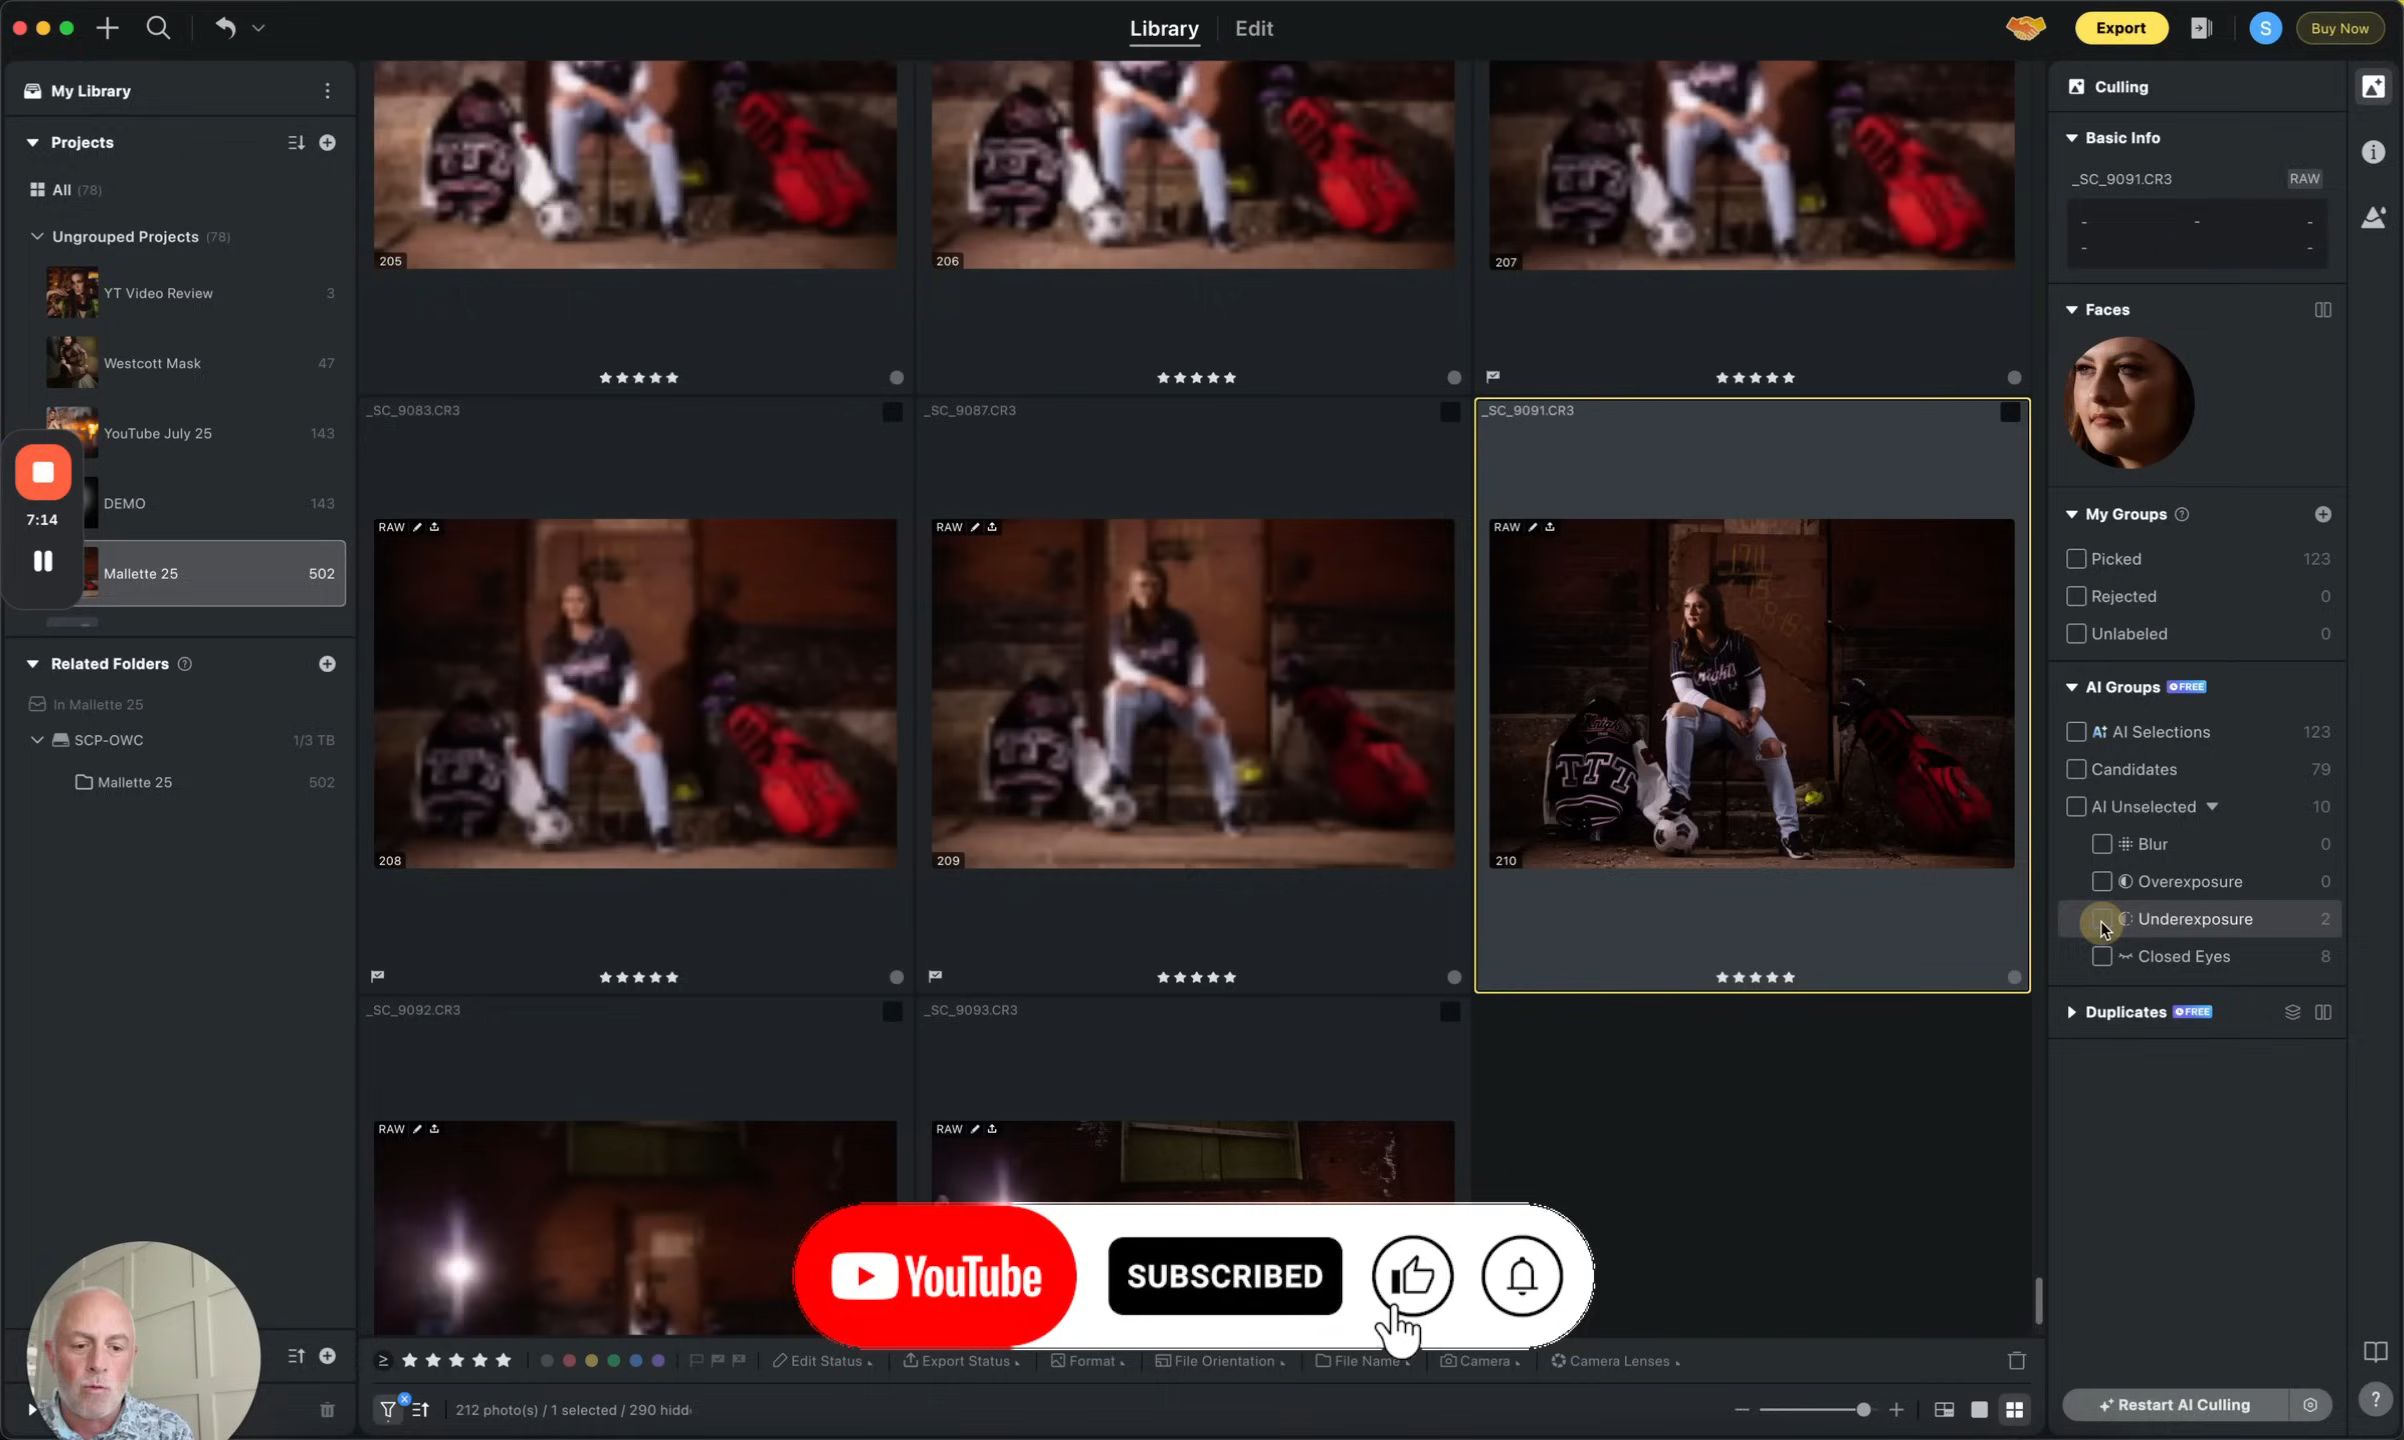 Library
Edit
Export
S
Buy Now
My Library
Projects
All (78)
Ungrouped Projects (78)
YT Video Review 3
Westcott Mask 47
YouTube July 25 143
DEMO 143
7:14
Mallette 25 502
Related Folders
In Mallette 25
SCP-OWC 1/3 TB
Mallette 25 502
205
206
207
_SC_9083.CR3
_SC_9087.CR3
_SC_9091.CR3
RAW
RAW
RAW
Knights
TTT
208
209
210
_SC_9092.CR3
_SC_9093.CR3
RAW
RAW
YouTube
SUBSCRIBED
Edit Status
Export Status
Format
File Orientation
File Name
Camera
Camera Lenses
212 photo(s) / 1 selected / 290 hidd
Culling
Basic Info
_SC_9091.CR3 RAW
- - -
- -
Faces
My Groups
Picked 123
Rejected 0
Unlabeled 0
AI Groups FREE
AI Selections 123
Candidates 79
AI Unselected 10
Blur 0
Overexposure 0
Underexposure 2
Closed Eyes 8
Duplicates FREE
Restart AI Culling